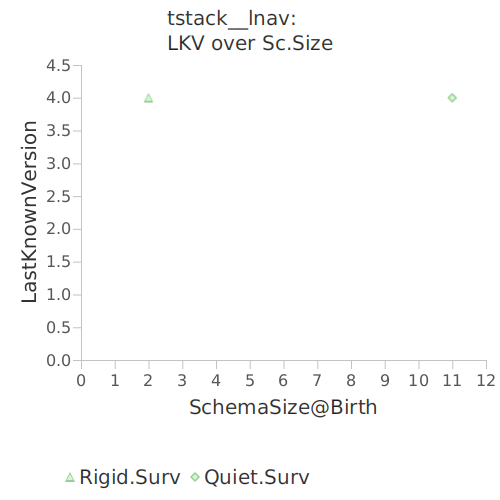 tstack__lnav:
LKV over Sc.Size
4.5
4.0
3.5
3.0
2.5
2.0
1.5
1.0
0.5
0.0
LastKnownVersion
0 1 2 3 4 5 6 7 8 9 10 11 12
SchemaSize@Birth
Rigid.Surv Quiet.Surv